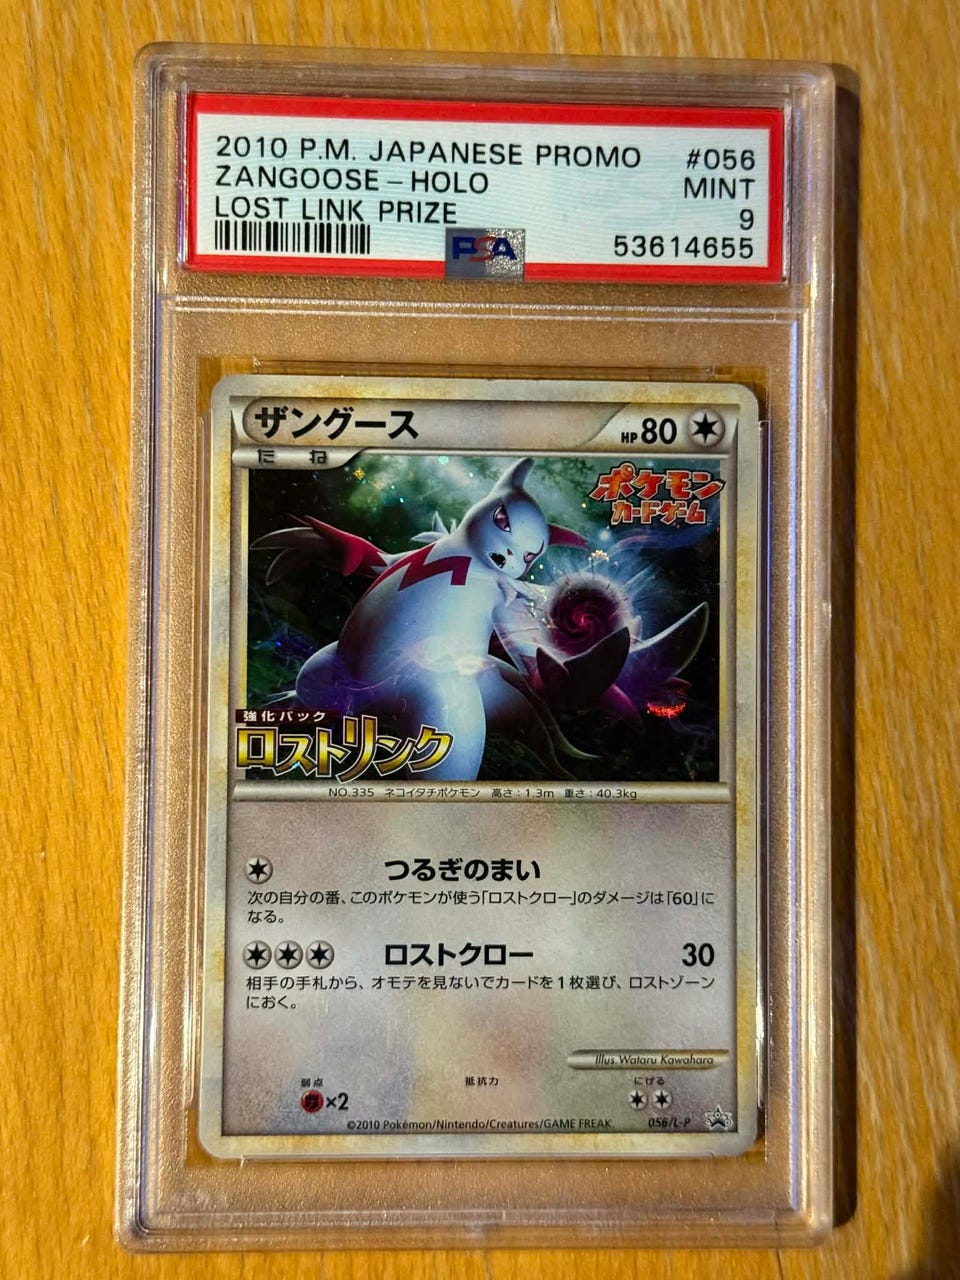 2010 P.M. JAPANESE PROMO #056
ZANGOOSE-HOLO MINT
LOST LINK PRIZE 9
PSA 53614655
ザングース HP80
たね
ポケモン
カードゲーム
強化パック
ロストリンク
NO.335 ネコイタチポケモン 高さ:1.3m 重さ:40.3kg
つるぎのまい
次の自分の番、このポケモンが使う「ロストクロー」のダメージは「60」に
なる。
ロストクロー 30
相手の手札から、オモテを見ないでカードを1枚選び、ロストゾーン
におく。
Illus. Wataru Kawahara
弱点 抵抗力 にげる
×2
©2010 Pokémon/Nintendo/Creatures/GAME FREAK. 056/L-P